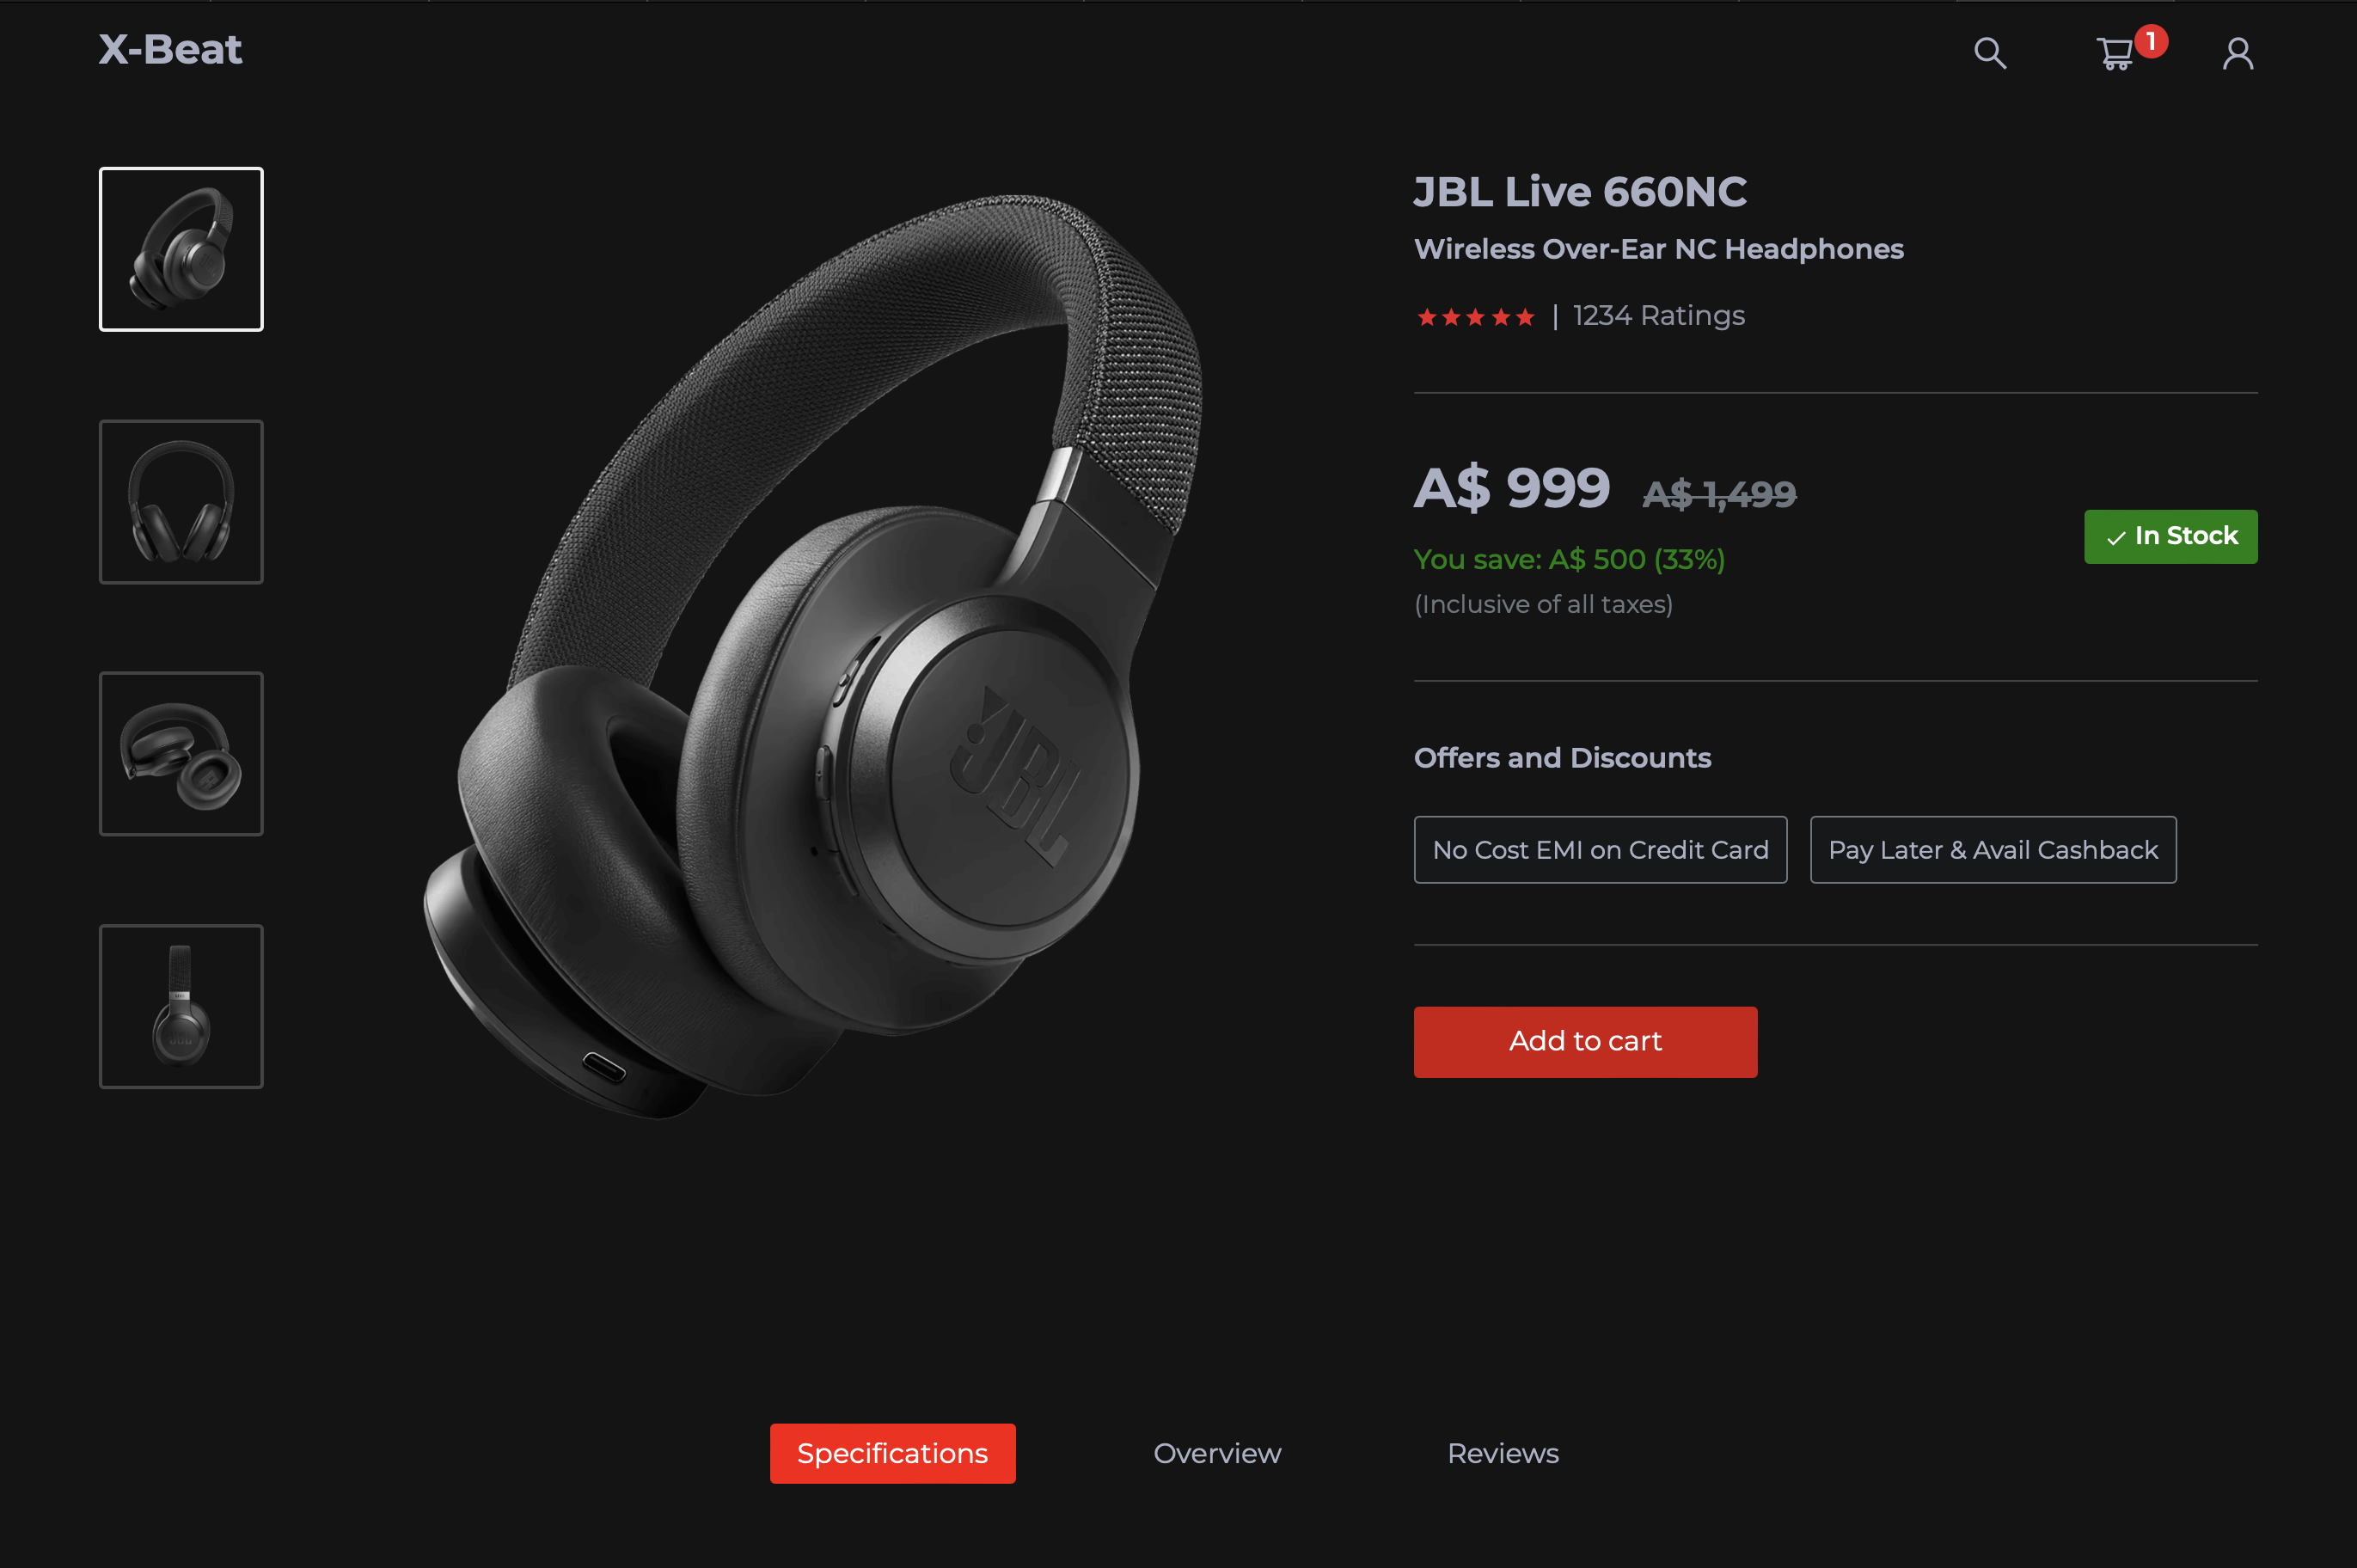 X-Beat
1
JBL Live 660NC
Wireless Over-Ear NC Headphones
1234 Ratings
A$ 999 A$ 1,499
In Stock
You save: A$ 500 (33%)
(Inclusive of all taxes)
JBL
Offers and Discounts
No Cost EMI on Credit Card
Pay Later & Avail Cashback
JBL
Add to cart
Specifications
Overview
Reviews